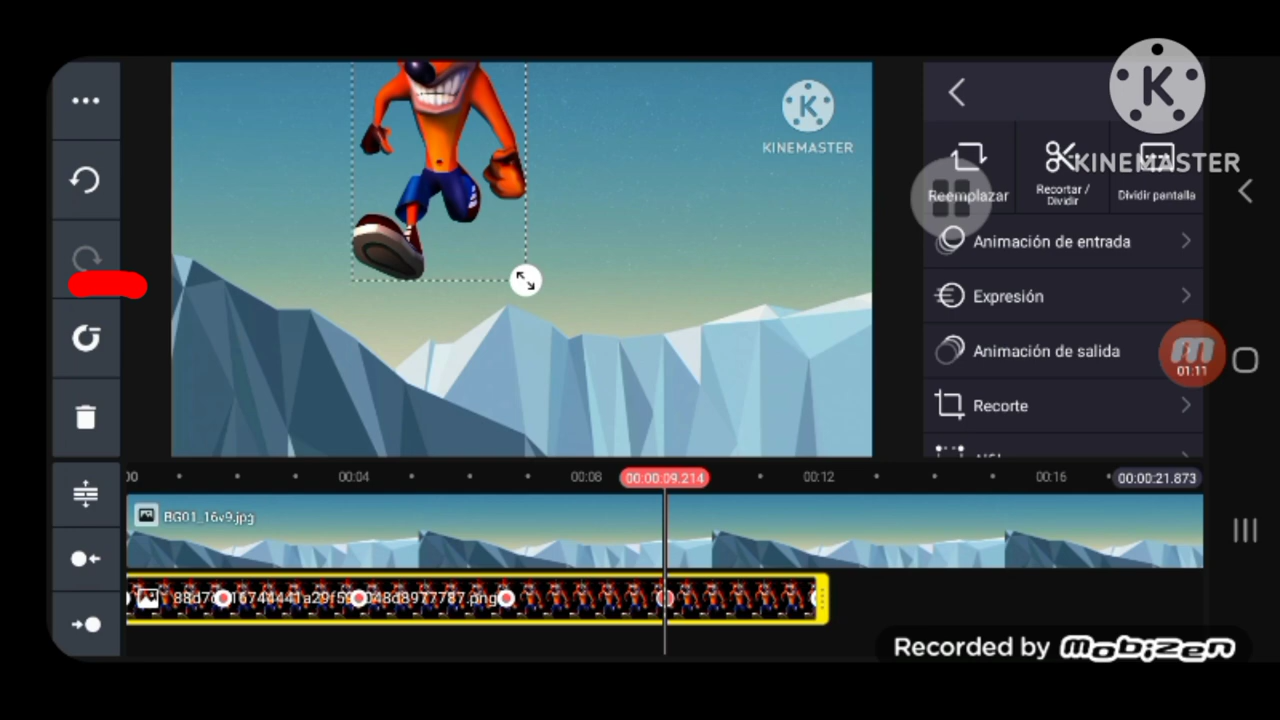 K
KINEMASTER
K
KINEMASTER
Reemplazar
Recortar /
Dividir
Dividir pantalla
Animación de entrada
Expresión
Animación de salida
Recorte
01:11
00:04
00:08
00:00:09.214
00:12
00:16
00:00:21.873
BG01_16v9.jpg
Recorded by Mobizen